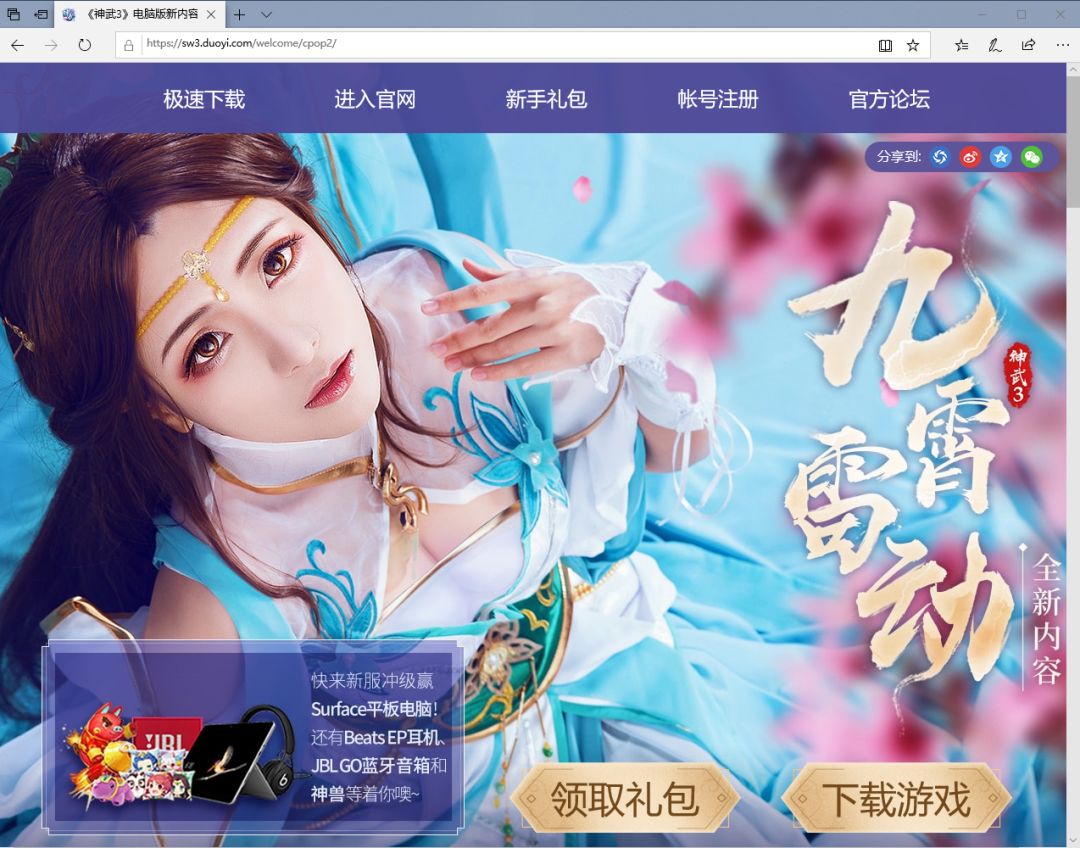 《神武3》电脑版新内容
https://sw3.duoyi.com/welcome/cpop2/
极速下载
进入官网
新手礼包
帐号注册
官方论坛
分享到:
九霄
雷动
神武3
全新内容
快来新服冲级赢
Surface平板电脑!
还有Beats EP耳机、
JBL GO蓝牙音箱和
神兽等着你噢~
JBL
领取礼包
下载游戏